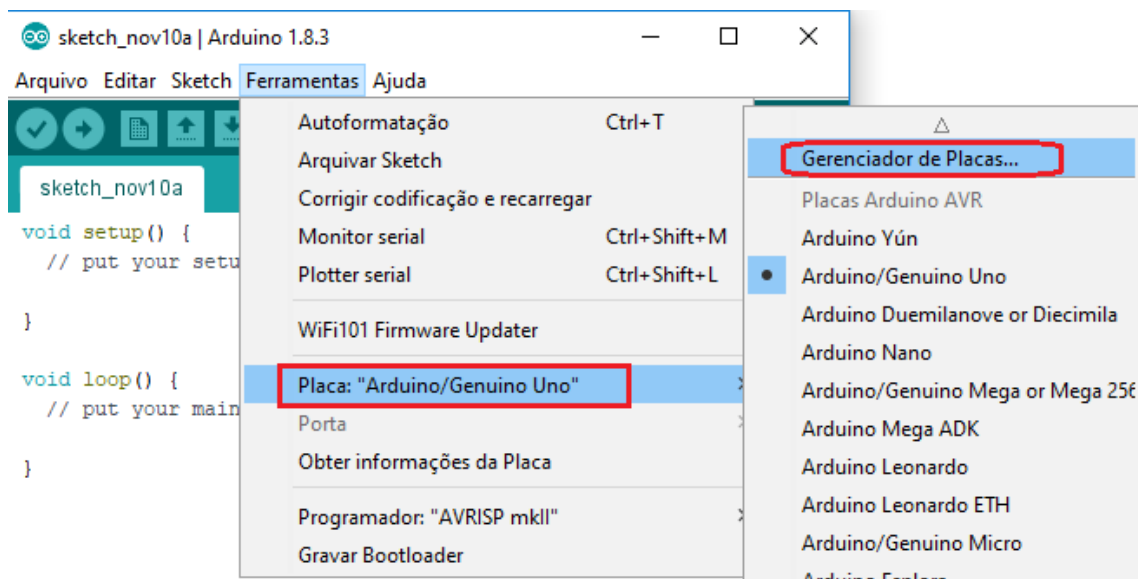 sketch_nov10a | Arduino 1.8.3
Arquivo Editar Sketch Ferramentas Ajuda
sketch_nov10a
void setup() {
// put your setu
}
void loop() {
// put your main
}
Autoformatação Ctrl+T
Arquivar Sketch
Corrigir codificação e recarregar
Monitor serial Ctrl+Shift+M
Plotter serial Ctrl+Shift+L
WiFi101 Firmware Updater
Placa: "Arduino/Genuino Uno"
Porta
Obter informações da Placa
Programador: "AVRISP mkII"
Gravar Bootloader
Gerenciador de Placas...
Placas Arduino AVR
Arduino Yún
Arduino/Genuino Uno
Arduino Duemilanove or Diecimila
Arduino Nano
Arduino/Genuino Mega or Mega 256
Arduino Mega ADK
Arduino Leonardo
Arduino Leonardo ETH
Arduino/Genuino Micro